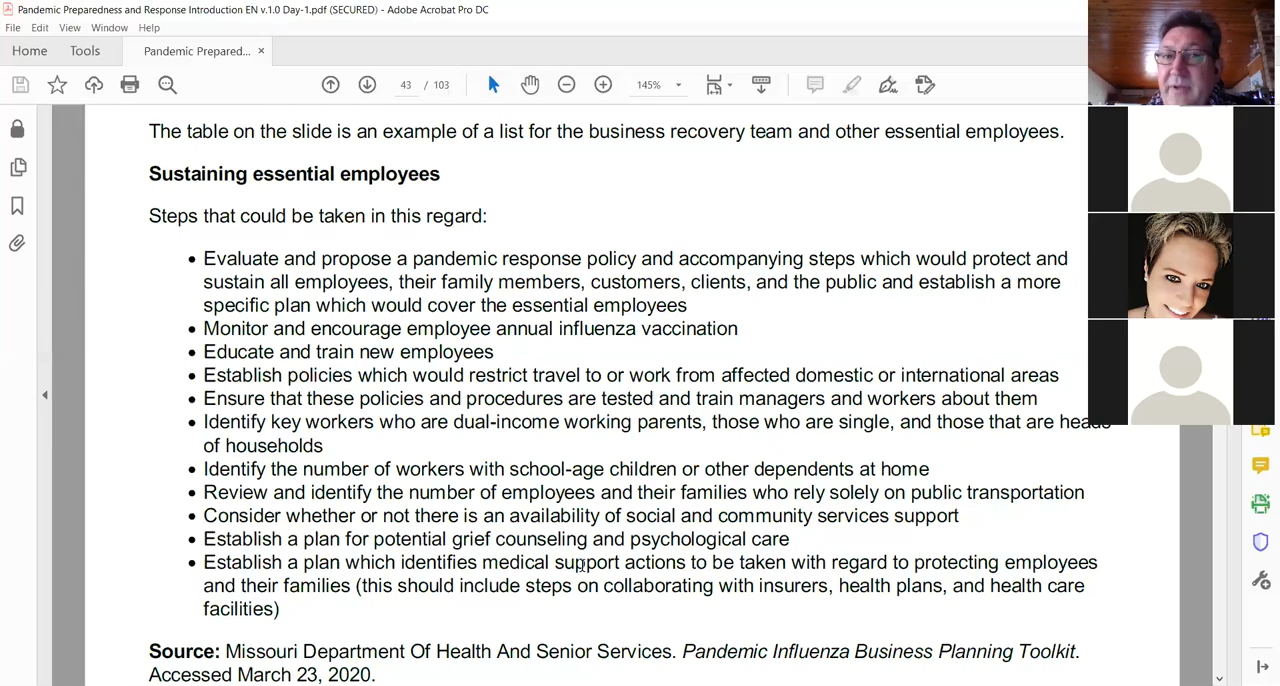 Pandemic Preparedness and Response Introduction EN v.1.0 Day-1.pdf (SECURED) - Adobe Acrobat Pro DC
File Edit View Window Help
Home Tools Pandemic Prepared... ×
43 / 103 145%
The table on the slide is an example of a list for the business recovery team and other essential employees.
Sustaining essential employees
Steps that could be taken in this regard:
• Evaluate and propose a pandemic response policy and accompanying steps which would protect and
sustain all employees, their family members, customers, clients, and the public and establish a more
specific plan which would cover the essential employees
• Monitor and encourage employee annual influenza vaccination
• Educate and train new employees
• Establish policies which would restrict travel to or work from affected domestic or international areas
• Ensure that these policies and procedures are tested and train managers and workers about them
• Identify key workers who are dual-income working parents, those who are single, and those that are heads
of households
• Identify the number of workers with school-age children or other dependents at home
• Review and identify the number of employees and their families who rely solely on public transportation
• Consider whether or not there is an availability of social and community services support
• Establish a plan for potential grief counseling and psychological care
• Establish a plan which identifies medical support actions to be taken with regard to protecting employees
and their families (this should include steps on collaborating with insurers, health plans, and health care
facilities)
Source: Missouri Department Of Health And Senior Services. Pandemic Influenza Business Planning Toolkit.
Accessed March 23, 2020.